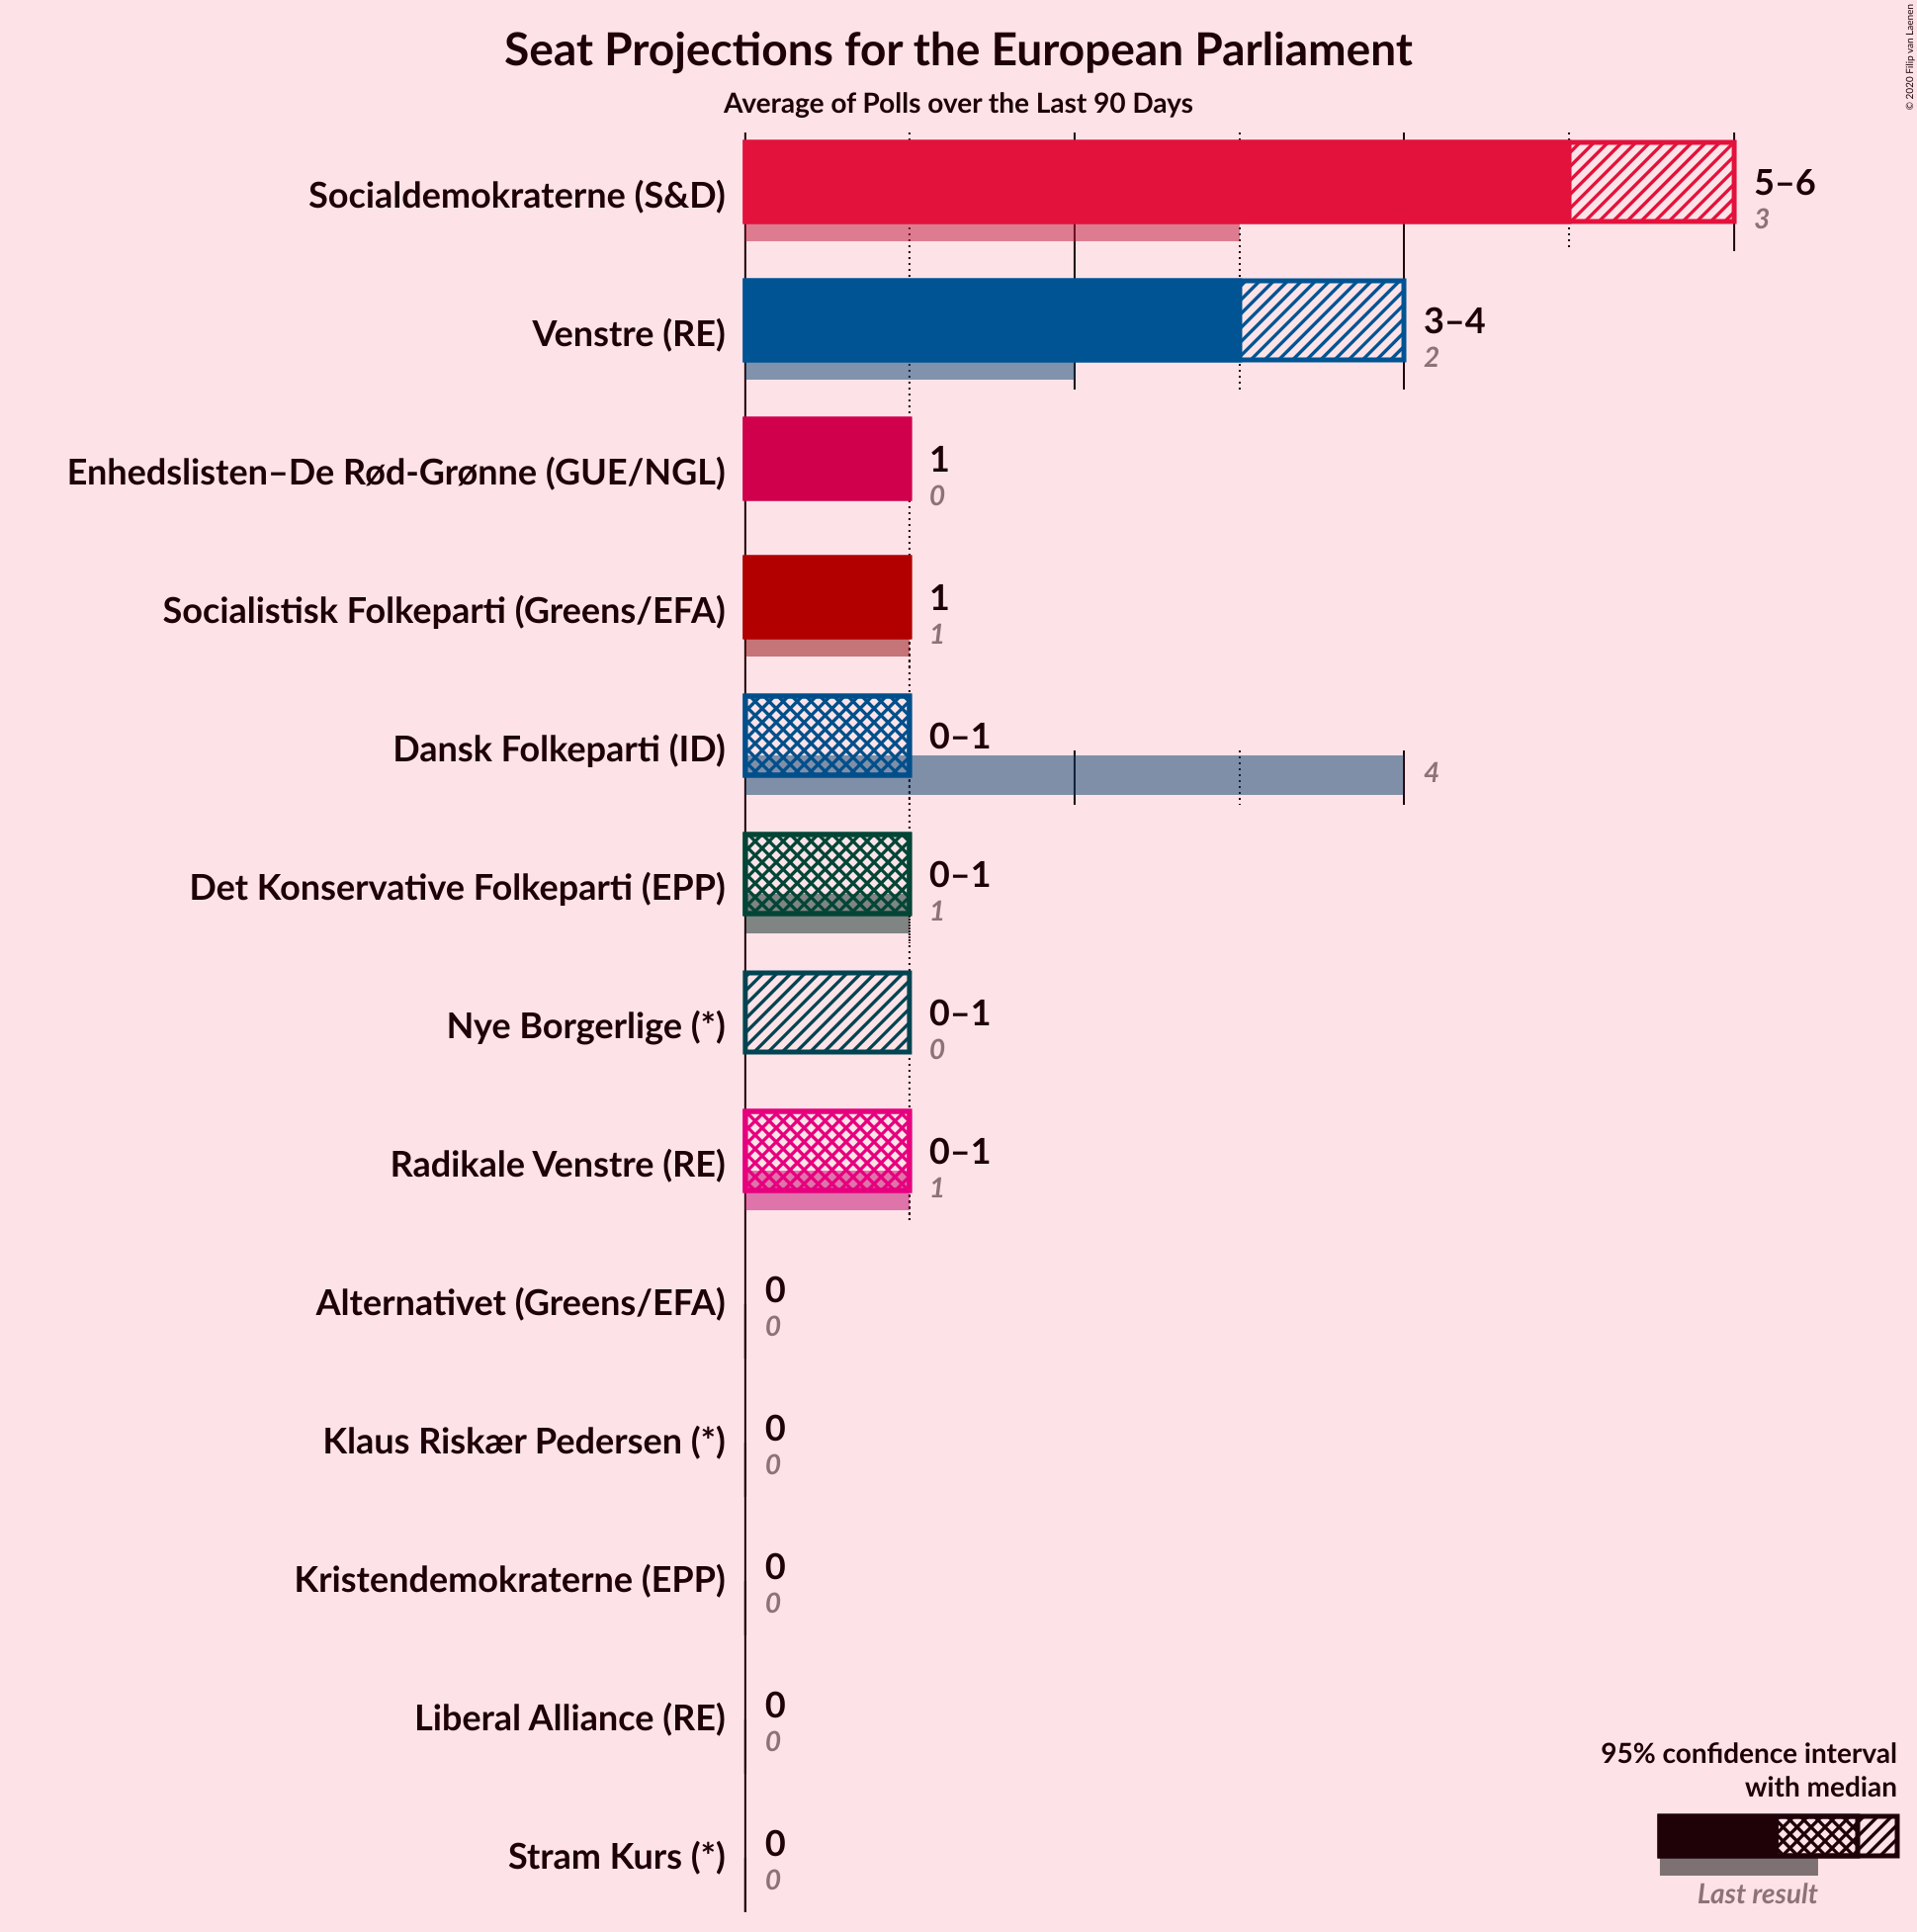 Seat Projections for the European Parliament
Average of Polls over the Last 90 Days
© 2020 Filip van Laenen
Socialdemokraterne (S&D)
5–6
3
Venstre (RE)
3–4
2
Enhedslisten–De Rød-Grønne (GUE/NGL)
1
0
Socialistisk Folkeparti (Greens/EFA)
1
1
Dansk Folkeparti (ID)
0–1
4
Det Konservative Folkeparti (EPP)
0–1
1
Nye Borgerlige (*)
0–1
0
Radikale Venstre (RE)
0–1
1
Alternativet (Greens/EFA)
0
0
Klaus Riskær Pedersen (*)
0
0
Kristendemokraterne (EPP)
0
0
Liberal Alliance (RE)
0
0
Stram Kurs (*)
0
0
95% confidence interval
with median
Last result